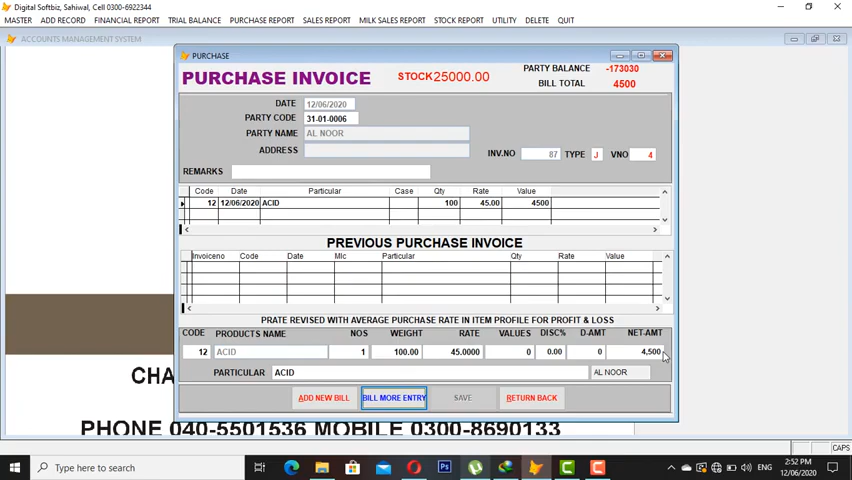 Digital Softbiz, Sahiwal, Cell 0300-6922344
MASTER ADD RECORD FINANCIAL REPORT TRIAL BALANCE PURCHASE REPORT SALES REPORT MILK SALES REPORT STOCK REPORT UTILITY DELETE QUIT
ACCOUNTS MANAGEMENT SYSTEM
PURCHASE
PURCHASE INVOICE
STOCK25000.00
PARTY BALANCE -173030
BILL TOTAL 4500
DATE 12/06/2020
PARTY CODE 31-01-0006
PARTY NAME AL NOOR
ADDRESS
INV.NO 87 TYPE J VNO 4
REMARKS
Code Date Particular Case Qty Rate Value
12 12/06/2020 ACID 100 45.00 4500
PREVIOUS PURCHASE INVOICE
Invoiceno Code Date Mlc Particular Qty Rate Value
PRATE REVISED WITH AVERAGE PURCHASE RATE IN ITEM PROFILE FOR PROFIT & LOSS
CODE PRODUCTS NAME NOS WEIGHT RATE VALUES DISC% D-AMT NET-AMT
12 ACID 1 100.00 45.0000 0 0.00 0 4,500
PARTICULAR ACID AL NOOR
ADD NEW BILL BILL MORE ENTRY SAVE RETURN BACK
CHA
PHONE 040-5501536 MOBILE 0300-8690133
CAPS
Type here to search
ENG
2:52 PM
12/06/2020